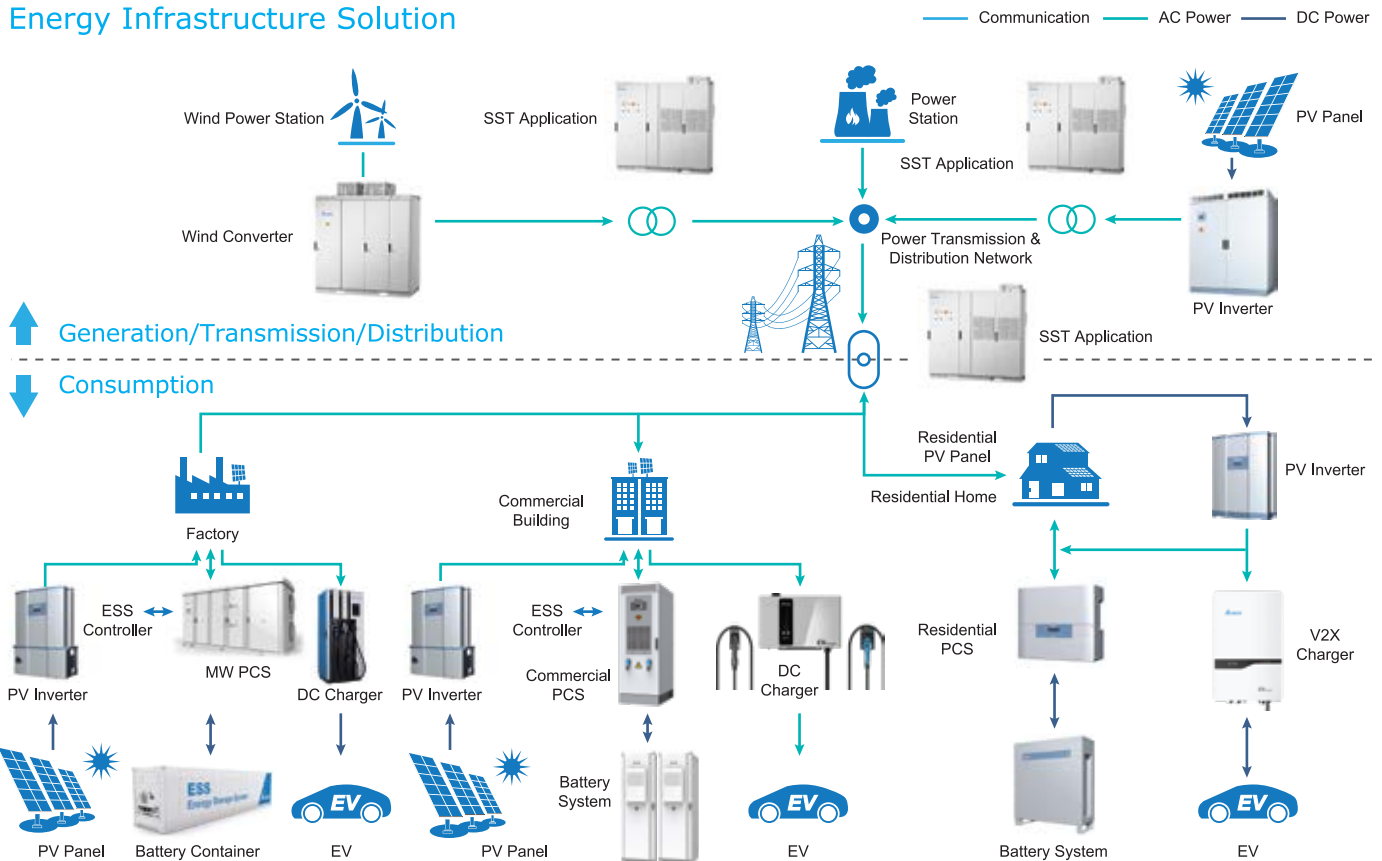 Energy Infrastructure Solution
Communication
AC Power
DC Power
Wind Power Station
SST Application
Power
Station
SST Application
PV Panel
Wind Converter
Power Transmission &
Distribution Network
PV Inverter
SST Application
Generation/Transmission/Distribution
Consumption
Factory
Commercial
Building
Residential
PV Panel
Residential Home
PV Inverter
ESS
Controller
MW PCS
PV Inverter
DC Charger
PV Inverter
ESS
Controller
Commercial
PCS
DC
Charger
Residential
PCS
V2X
Charger
ESS
Energy Storage System
EV
Battery
System
EV
EV
PV Panel
Battery Container
EV
PV Panel
EV
Battery System
EV